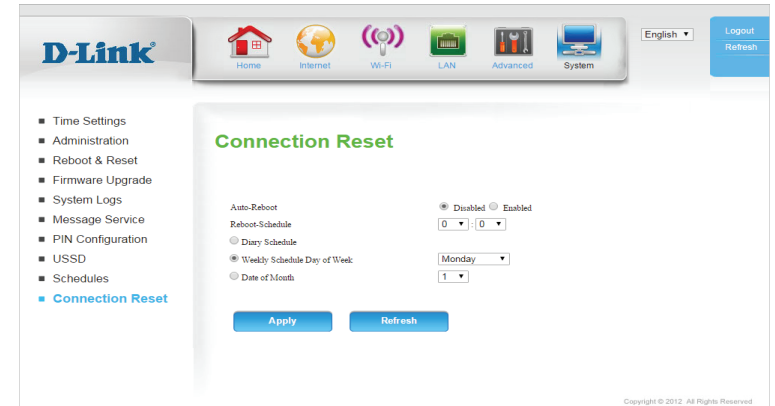 D-Link®
Home Internet Wi-Fi LAN Advanced System
English
Logout
Refresh
Time Settings
Administration
Reboot & Reset
Firmware Upgrade
System Logs
Message Service
PIN Configuration
USSD
Schedules
Connection Reset
Connection Reset
Auto-Reboot Disabled Enabled
Reboot-Schedule 0 : 0
Diary Schedule
Weekly Schedule Day of Week Monday
Date of Month 1
Apply Refresh
Copyright © 2012 All Rights Reserved